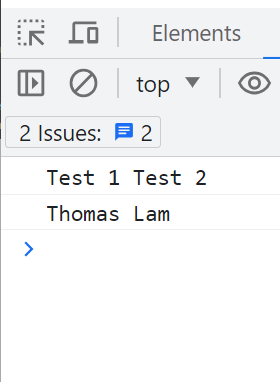 Elements
top
2 Issues: 2
Test 1 Test 2
Thomas Lam